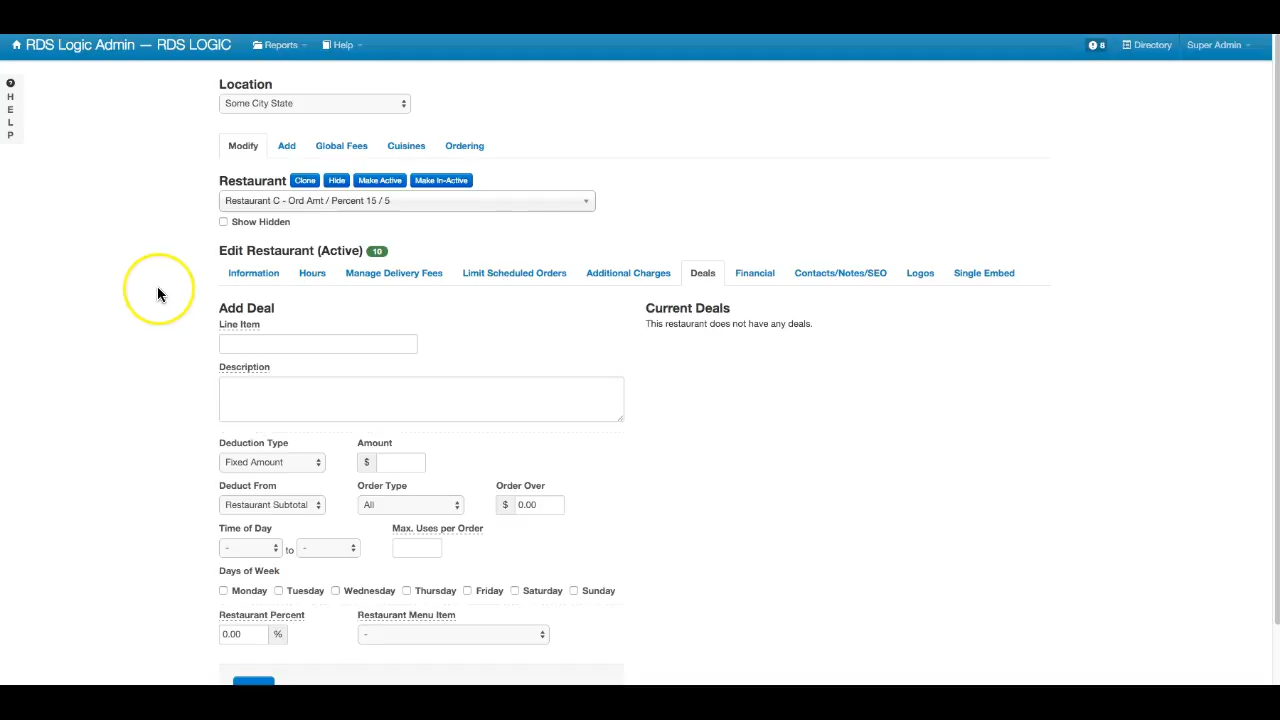 RDS Logic Admin — RDS LOGIC Reports Help 8 Directory Super Admin
H
E
L
P
Location
Some City State
Modify Add Global Fees Cuisines Ordering
Restaurant Clone Hide Make Active Make In-Active
Restaurant C - Ord Amt / Percent 15 / 5
Show Hidden
Edit Restaurant (Active) 10
Information Hours Manage Delivery Fees Limit Scheduled Orders Additional Charges Deals Financial Contacts/Notes/SEO Logos Single Embed
Add Deal Current Deals
Line Item This restaurant does not have any deals.
Description
Deduction Type Amount
Fixed Amount $
Deduct From Order Type Order Over
Restaurant Subtotal All $ 0.00
Time of Day Max. Uses per Order
- to -
Days of Week
Monday Tuesday Wednesday Thursday Friday Saturday Sunday
Restaurant Percent Restaurant Menu Item
0.00 % -